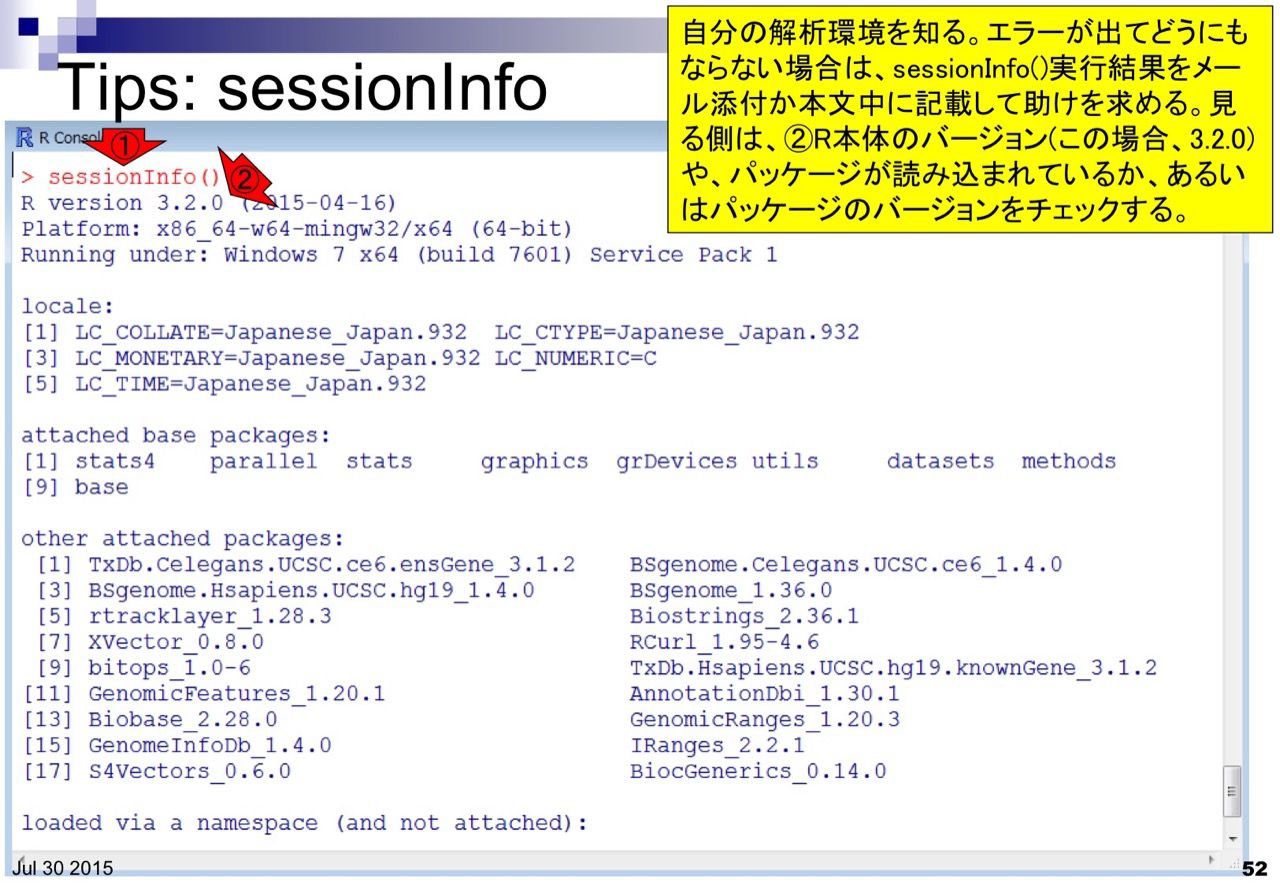 Tips: sessionInfo
自分の解析環境を知る。エラーが出てどうにも
ならない場合は、sessionInfo()実行結果をメー
ル添付か本文中に記載して助けを求める。見
る側は、②R本体のバージョン(この場合、3.2.0)
や、パッケージが読み込まれているか、あるい
はパッケージのバージョンをチェックする。
R Consol
①
②
> sessionInfo()
R version 3.2.0 (2015-04-16)
Platform: x86_64-w64-mingw32/x64 (64-bit)
Running under: Windows 7 x64 (build 7601) Service Pack 1
locale:
[1] LC_COLLATE=Japanese_Japan.932  LC_CTYPE=Japanese_Japan.932
[3] LC_MONETARY=Japanese_Japan.932 LC_NUMERIC=C
[5] LC_TIME=Japanese_Japan.932
attached base packages:
[1] stats4    parallel  stats     graphics  grDevices utils     datasets  methods
[9] base
other attached packages:
[1] TxDb.Celegans.UCSC.ce6.ensGene_3.1.2    BSgenome.Celegans.UCSC.ce6_1.4.0
[3] BSgenome.Hsapiens.UCSC.hg19_1.4.0       BSgenome_1.36.0
[5] rtracklayer_1.28.3                      Biostrings_2.36.1
[7] XVector_0.8.0                           RCurl_1.95-4.6
[9] bitops_1.0-6                            TxDb.Hsapiens.UCSC.hg19.knownGene_3.1.2
[11] GenomicFeatures_1.20.1                  AnnotationDbi_1.30.1
[13] Biobase_2.28.0                          GenomicRanges_1.20.3
[15] GenomeInfoDb_1.4.0                      IRanges_2.2.1
[17] S4Vectors_0.6.0                         BiocGenerics_0.14.0
loaded via a namespace (and not attached):
Jul 30 2015
52